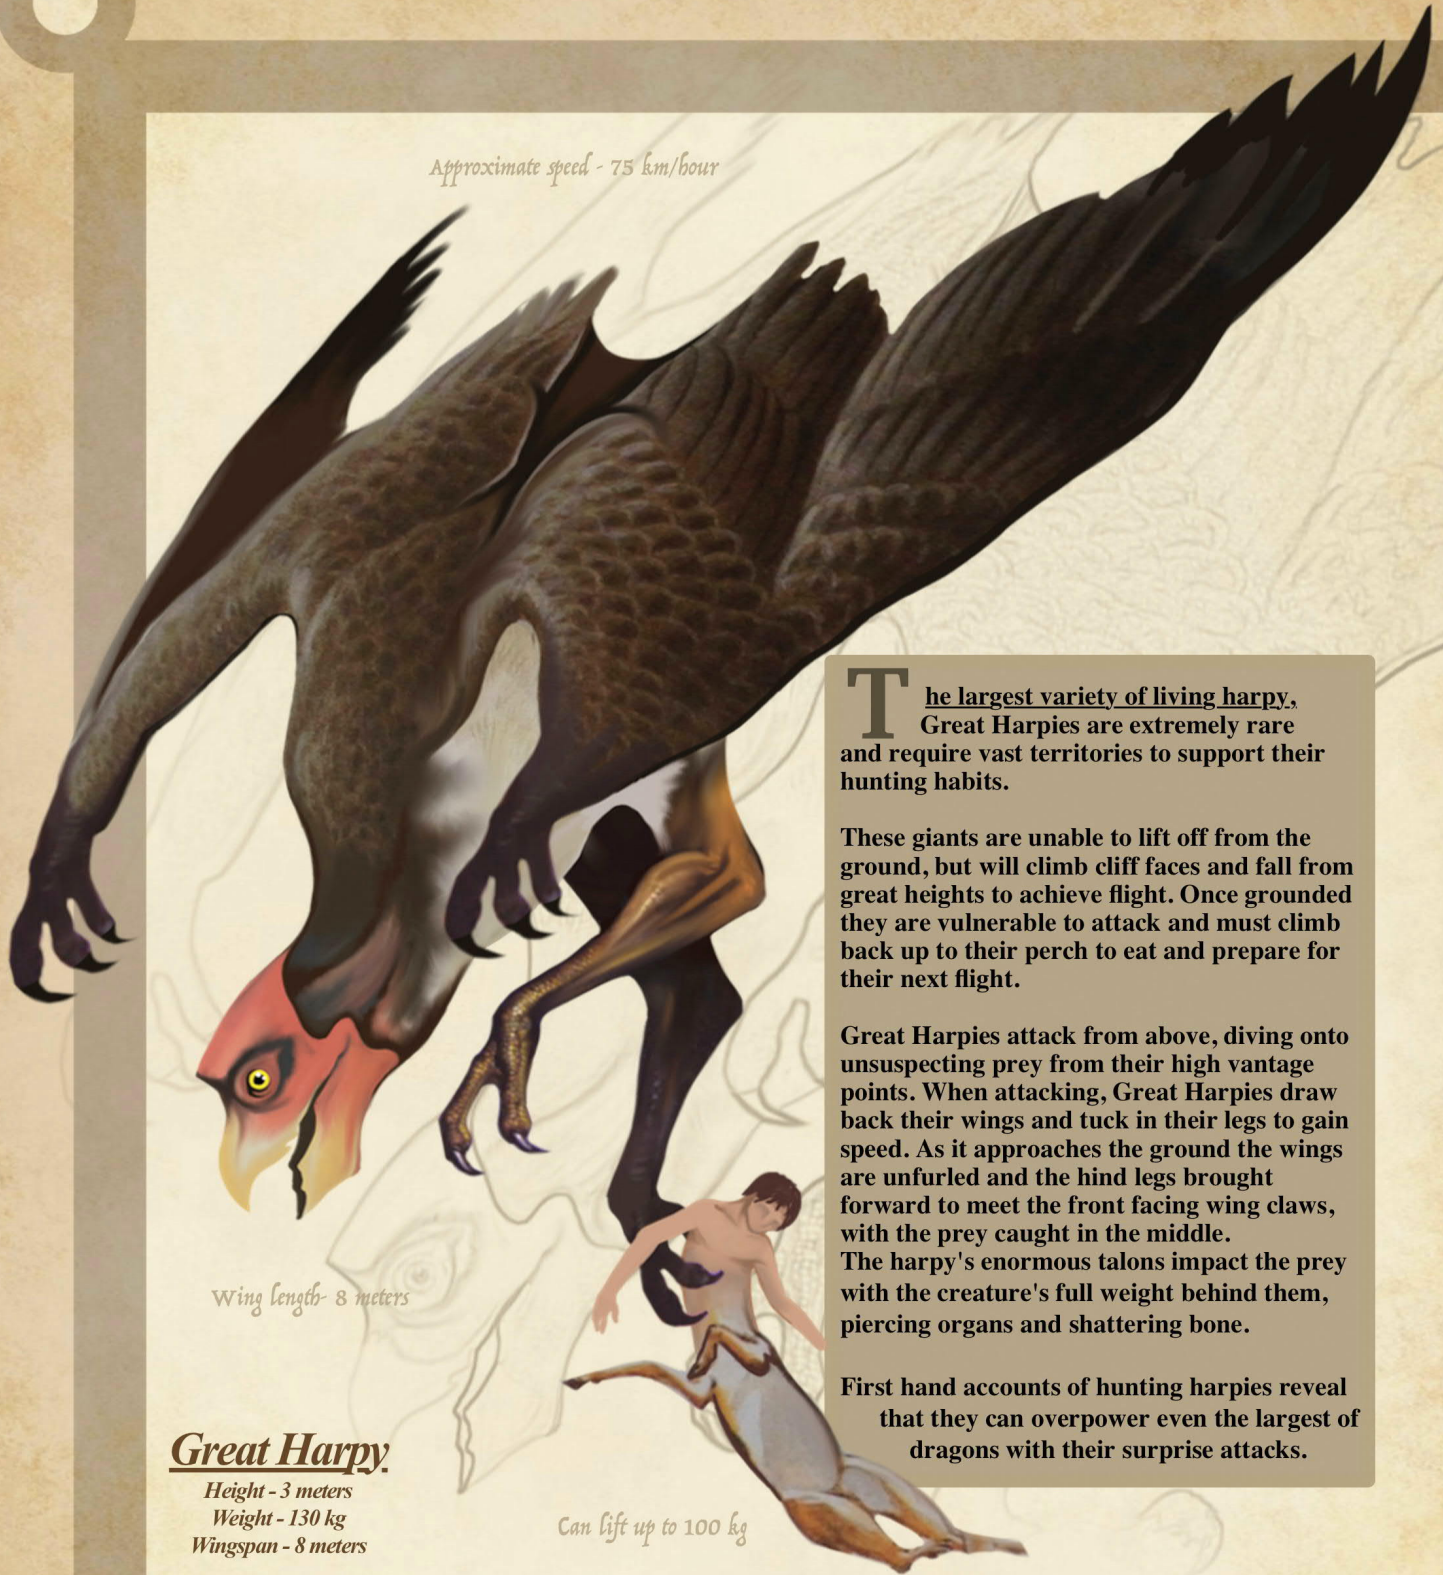 Approximate speed - 75 km/hour
The largest variety of living harpy,
Great Harpies are extremely rare
and require vast territories to support their
hunting habits.
These giants are unable to lift off from the
ground, but will climb cliff faces and fall from
great heights to achieve flight. Once grounded
they are vulnerable to attack and must climb
back up to their perch to eat and prepare for
their next flight.
Great Harpies attack from above, diving onto
unsuspecting prey from their high vantage
points. When attacking, Great Harpies draw
back their wings and tuck in their legs to gain
speed. As it approaches the ground the wings
are unfurled and the hind legs brought
forward to meet the front facing wing claws,
with the prey caught in the middle.
The harpy's enormous talons impact the prey
with the creature's full weight behind them,
piercing organs and shattering bone.
First hand accounts of hunting harpies reveal
that they can overpower even the largest of
dragons with their surprise attacks.
Wing length- 8 meters
Great Harpy
Height - 3 meters
Weight - 130 kg
Wingspan - 8 meters
Can lift up to 100 kg